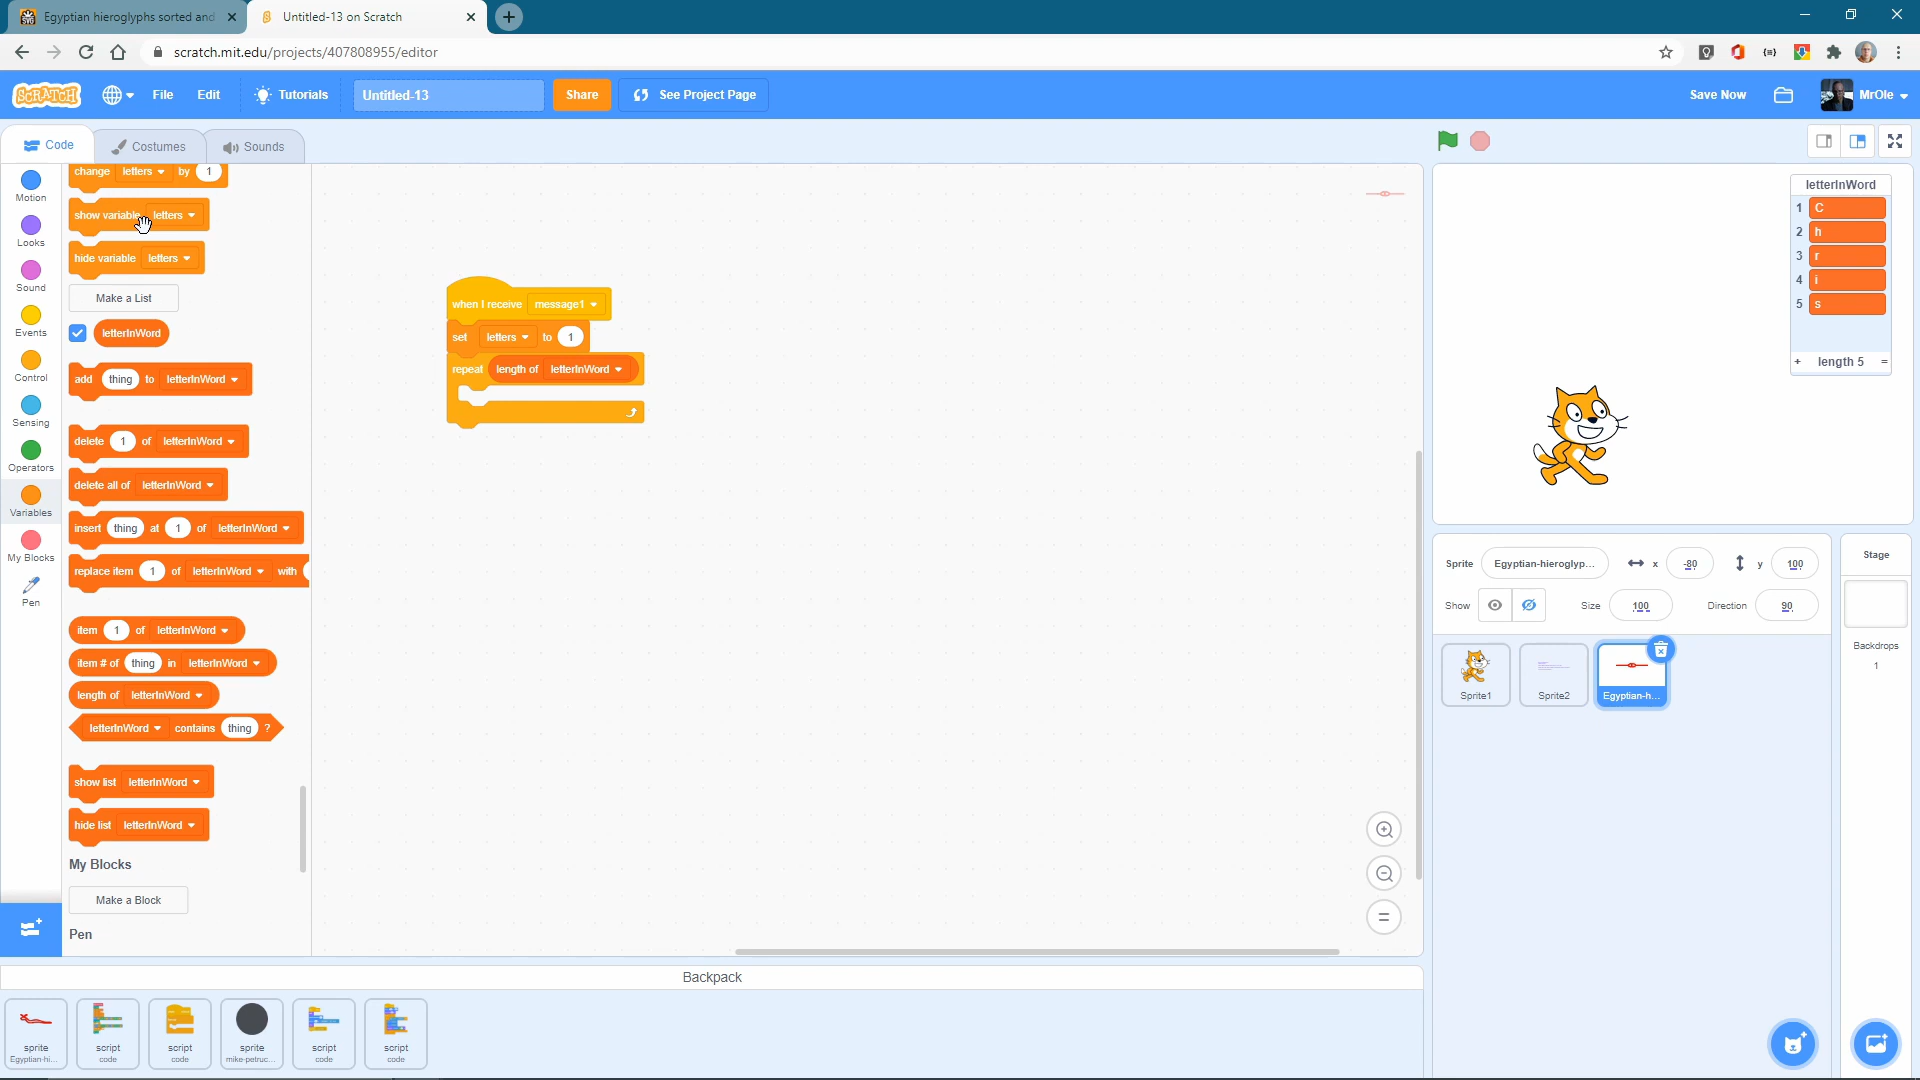 Egyptian hieroglyphs sorted and
Untitled-13 on Scratch
scratch.mit.edu/projects/407808955/editor
SCRATCH
File
Edit
Tutorials
Untitled-13
Share
See Project Page
Save Now
MrOle
Code
Costumes
Sounds
Motion
Looks
Sound
Events
Control
Sensing
Operators
Variables
My Blocks
Pen
change letters by 1
show variable letters
hide variable letters
Make a List
letterInWord
add thing to letterInWord
delete 1 of letterInWord
delete all of letterInWord
insert thing at 1 of letterInWord
replace item 1 of letterInWord with
item 1 of letterInWord
item # of thing in letterInWord
length of letterInWord
letterInWord contains thing ?
show list letterInWord
hide list letterInWord
My Blocks
Make a Block
Pen
when I receive message1
set letters to 1
repeat length of letterInWord
letterInWord
1 C
2 h
3 r
4 i
5 s
+ length 5 =
Sprite Egyptian-hieroglyp... x -80 y 100
Show Size 100 Direction 90
Sprite1
Sprite2
Egyptian-h...
Stage
Backdrops
1
Backpack
sprite
Egyptian-hi...
script
code
script
code
sprite
mike-petruc...
script
code
script
code